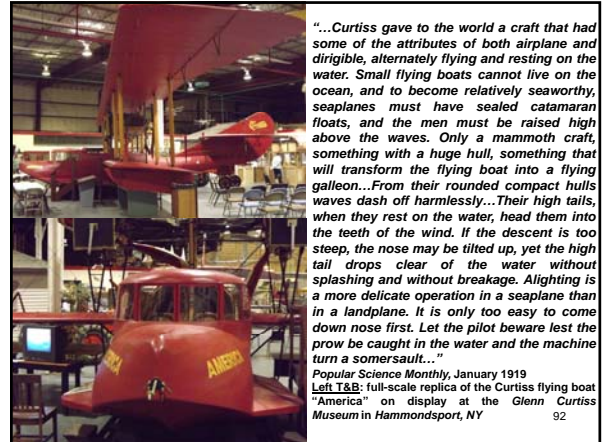 “…Curtiss gave to the world a craft that had
some of the attributes of both airplane and
dirigible, alternately flying and resting on the
water. Small flying boats cannot live on the
ocean, and to become relatively seaworthy,
seaplanes must have sealed catamaran
floats, and the men must be raised high
above the waves. Only a mammoth craft,
something with a huge hull, something that
will transform the flying boat into a flying
galleon…From their rounded compact hulls
waves dash off harmlessly…Their high tails,
when they rest on the water, head them into
the teeth of the wind. If the descent is too
steep, the nose may be tilted up, yet the high
tail drops clear of the water without
splashing and without breakage. Alighting is
a more delicate operation in a seaplane than
in a landplane. It is only too easy to come
down nose first. Let the pilot beware lest the
prow be caught in the water and the machine
turn a somersault…”
Popular Science Monthly, January 1919
Left T&B: full-scale replica of the Curtiss flying boat
“America” on display at the Glenn Curtiss
Museum in Hammondsport, NY
92
AMERICA